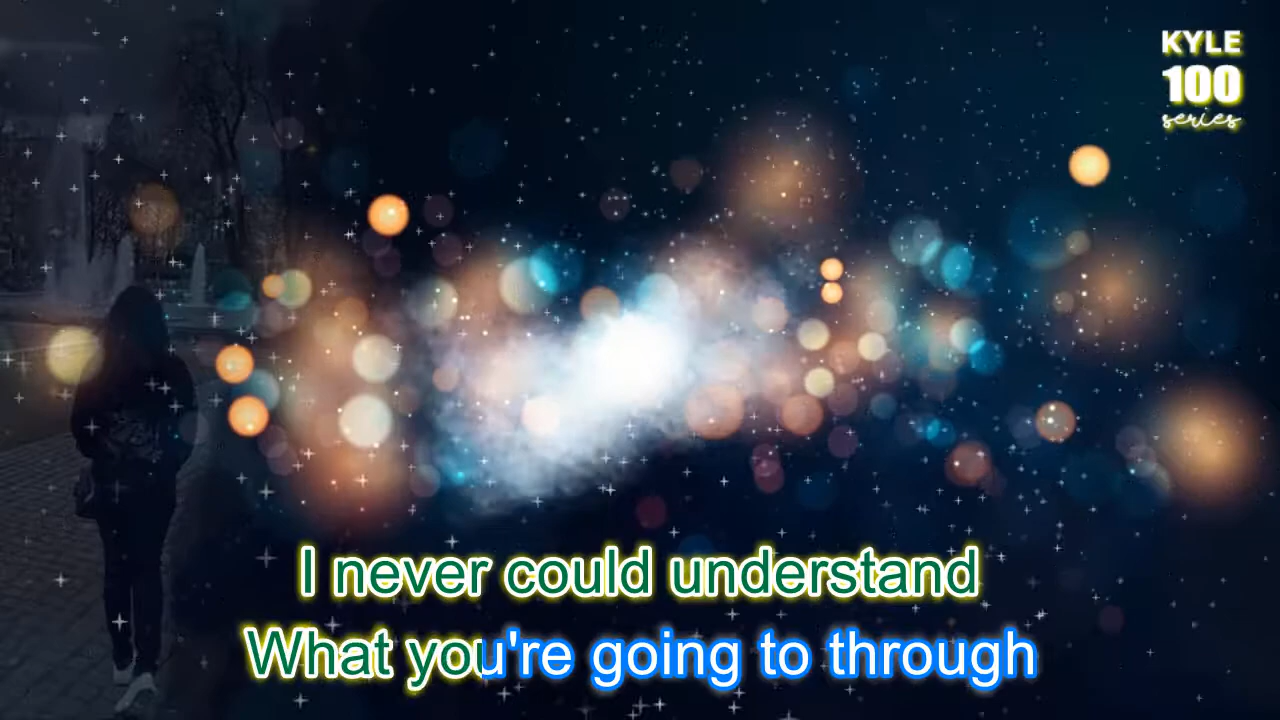 KYLE
100
series
I never could understand
What you're going to through